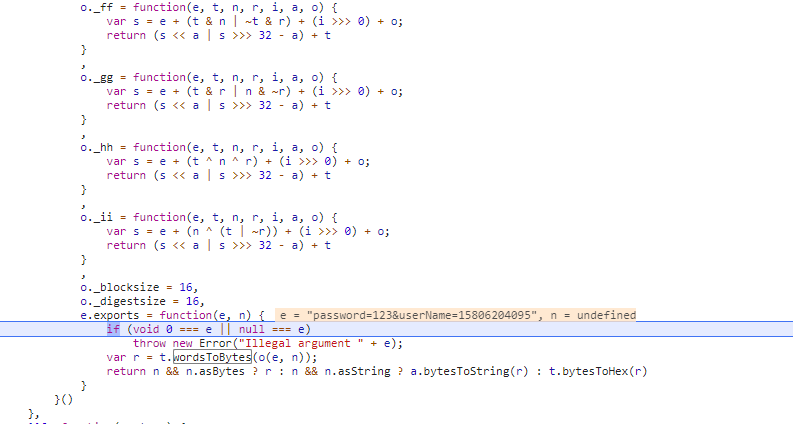 o._ff = function(e, t, n, r, i, a, o) {
var s = e + (t & n | ~t & r) + (i >>> 0) + o;
return (s << a | s >>> 32 - a) + t
}
,
o._gg = function(e, t, n, r, i, a, o) {
var s = e + (t & r | n & ~r) + (i >>> 0) + o;
return (s << a | s >>> 32 - a) + t
}
,
o._hh = function(e, t, n, r, i, a, o) {
var s = e + (t ^ n ^ r) + (i >>> 0) + o;
return (s << a | s >>> 32 - a) + t
}
,
o._ii = function(e, t, n, r, i, a, o) {
var s = e + (n ^ (t | ~r)) + (i >>> 0) + o;
return (s << a | s >>> 32 - a) + t
}
,
o._blocksize = 16,
o._digestsize = 16,
e.exports = function(e, n) { e = "password=123&userName=15806204095", n = undefined
if (void 0 === e || null === e)
throw new Error("Illegal argument " + e);
var r = t.wordsToBytes(o(e, n));
return n && n.asBytes ? r : n && n.asString ? a.bytesToString(r) : t.bytesToHex(r)
}
}()
},